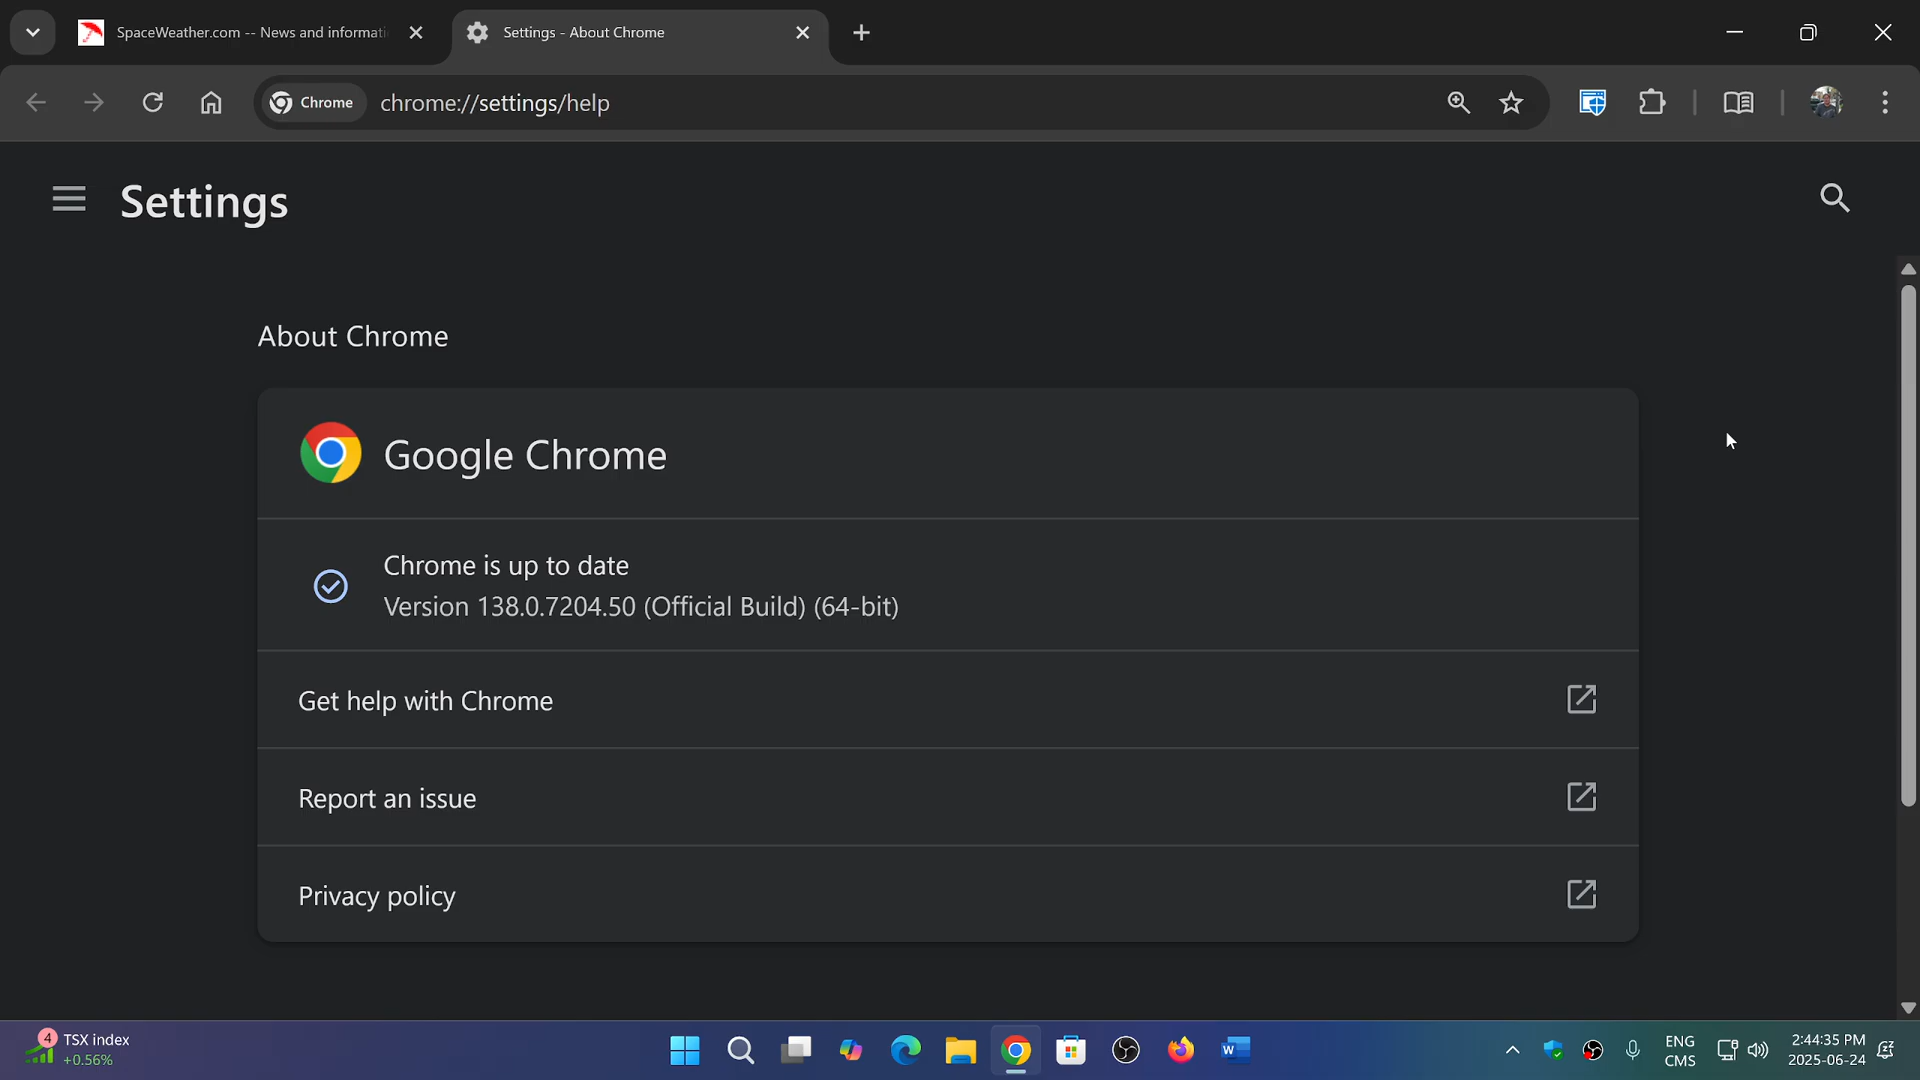 SpaceWeather.com -- News and informati
Settings - About Chrome
Chrome
chrome://settings/help
Settings
About Chrome
Google Chrome
Chrome is up to date
Version 138.0.7204.50 (Official Build) (64-bit)
Get help with Chrome
Report an issue
Privacy policy
4
TSX index
+0.56%
W
ENG
CMS
2:44:35 PM
2025-06-24